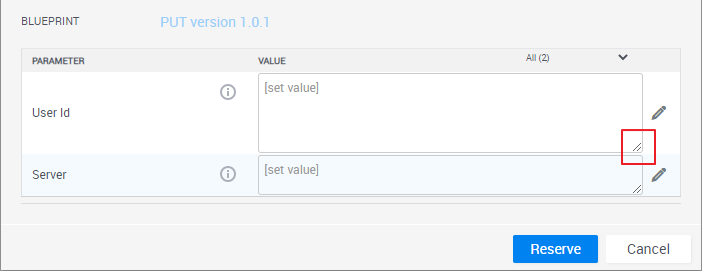 BLUEPRINT PUT version 1.0.1
PARAMETER VALUE All (2)
User Id [set value]
Server [set value]
Reserve Cancel